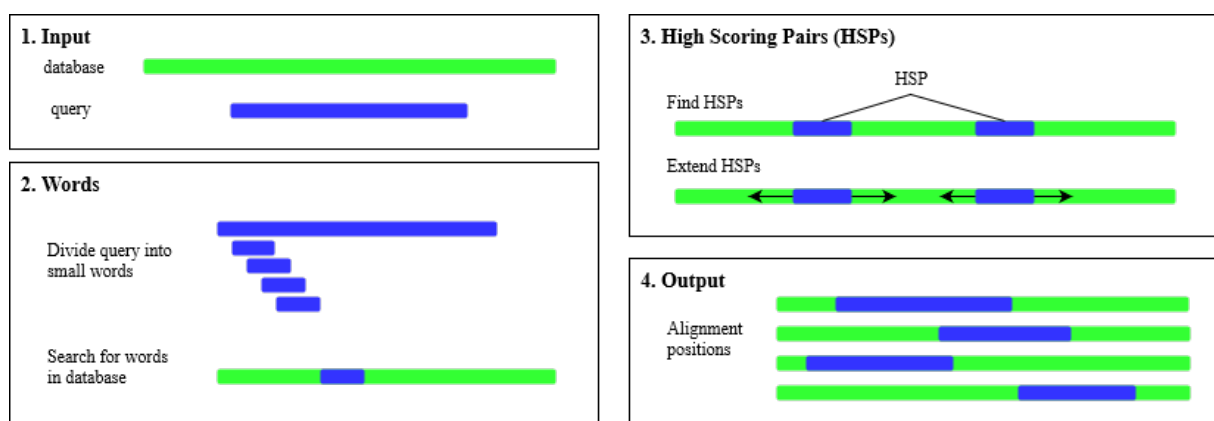 1. Input
database
query
2. Words
Divide query into
small words
Search for words
in database
3. High Scoring Pairs (HSPs)
HSP
Find HSPs
Extend HSPs
4. Output
Alignment
positions